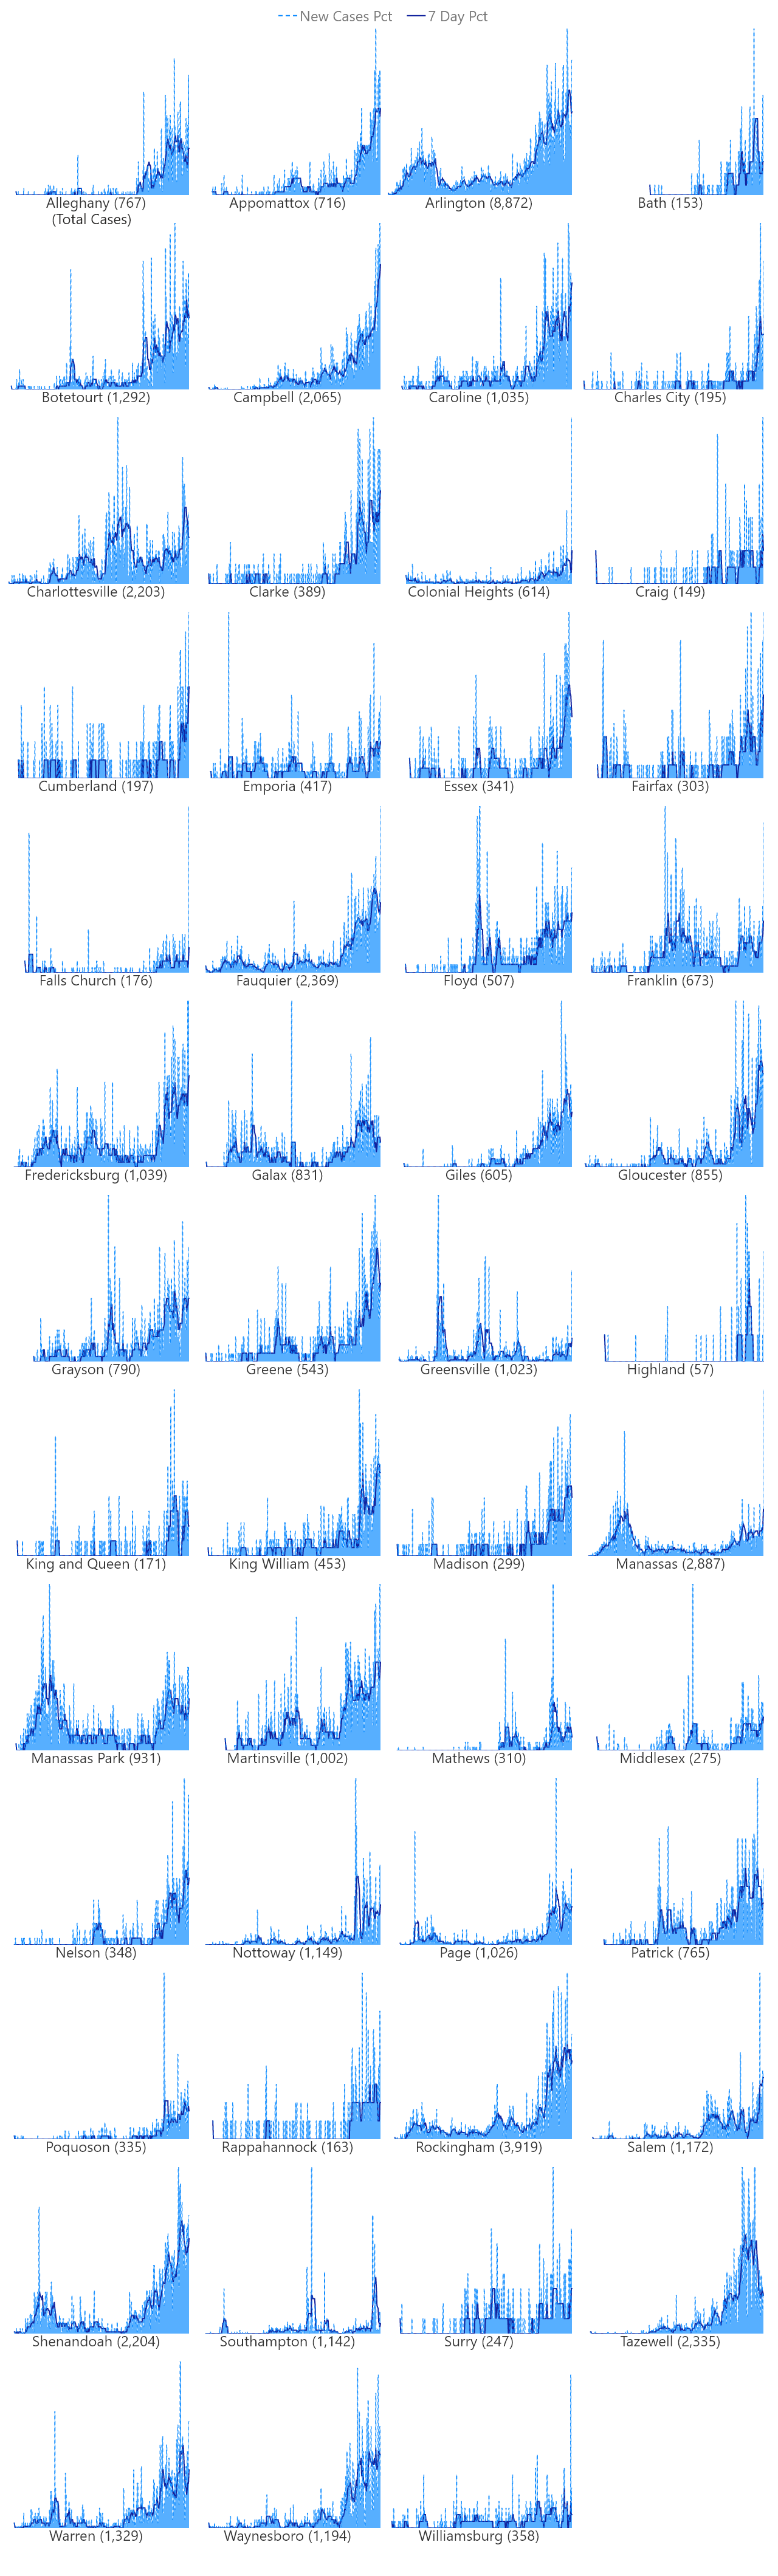 New Cases Pct 7 Day Pct
Alleghany (767) Appomattox (716) Arlington (8,872) Bath (153)
(Total Cases)
Botetourt (1,292) Campbell (2,065) Caroline (1,035) Charles City (195)
Charlottesville (2,203) Clarke (389) Colonial Heights (614) Craig (149)
Cumberland (197) Emporia (417) Essex (341) Fairfax (303)
Falls Church (176) Fauquier (2,369) Floyd (507) Franklin (673)
Fredericksburg (1,039) Galax (831) Giles (605) Gloucester (855)
Grayson (790) Greene (543) Greensville (1,023) Highland (57)
King and Queen (171) King William (453) Madison (299) Manassas (2,887)
Manassas Park (931) Martinsville (1,002) Mathews (310) Middlesex (275)
Nelson (348) Nottoway (1,149) Page (1,026) Patrick (765)
Poquoson (335) Rappahannock (163) Rockingham (3,919) Salem (1,172)
Shenandoah (2,204) Southampton (1,142) Surry (247) Tazewell (2,335)
Warren (1,329) Waynesboro (1,194) Williamsburg (358)